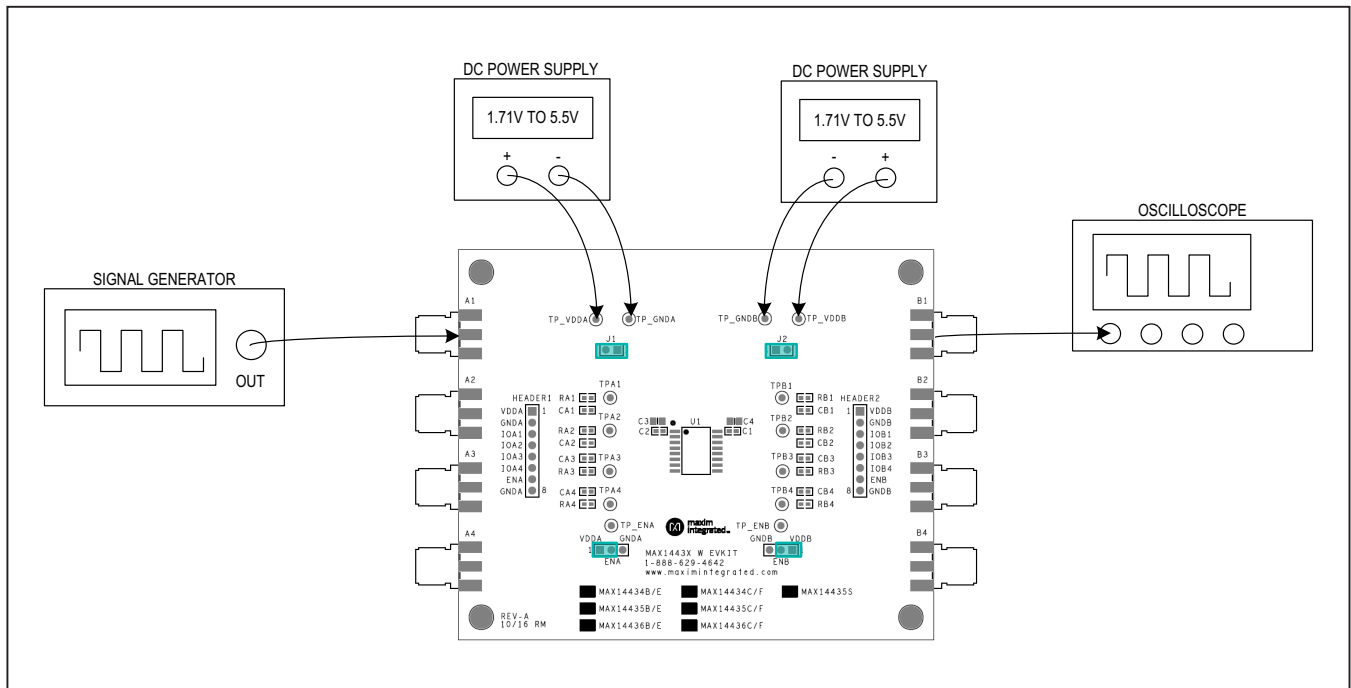 DC POWER SUPPLY
1.71V TO 5.5V
+ -
DC POWER SUPPLY
1.71V TO 5.5V
- +
SIGNAL GENERATOR
OUT
OSCILLOSCOPE
A1
B1
TP_VDDA
TP_GNDA
TP_GNDB
TP_VDDB
J1
J2
A2
B2
HEADER1
VDDA 1
GNDA
IOA1
IOA2
IOA3
IOA4
ENA
GNDA 8
RA1
CA1
RA2
CA2
CA3
RA3
CA4
RA4
TPA1
TPA2
TPA3
TPA4
C3
C2
U1
C4
C1
TPB1
TPB2
TPB3
TPB4
RB1
CB1
RB2
CB2
CB3
RB3
CB4
RB4
HEADER2
1 VDDB
GNDB
IOB1
IOB2
IOB3
IOB4
ENB
8 GNDB
A3
B3
A4
B4
TP_ENA
maxim
integrated™
TP_ENB
VDDA GNDA
1
ENA
GNDB VDDB
ENB
MAX1443X W EVKIT
1-888-629-4642
www.maximintegrated.com
MAX14434B/E
MAX14434C/F
MAX14435S
MAX14435B/E
MAX14435C/F
MAX14436B/E
MAX14436C/F
REV-A
10/16 RM